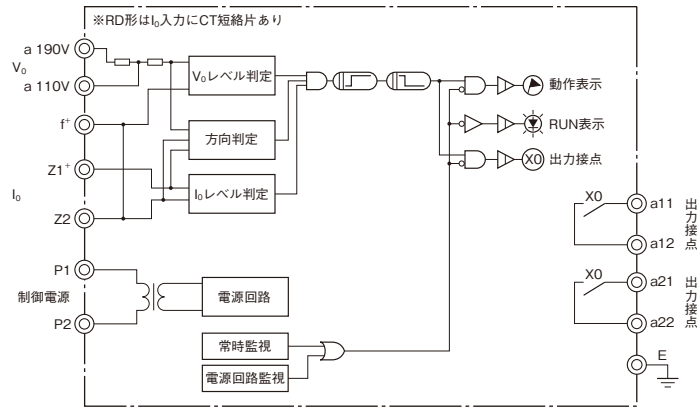 ※RD形はI₀入力にCT短絡片あり
a 190V
V₀
a 110V
f⁺
Z1⁺
I₀
Z2
P1
制御電源
P2
V₀レベル判定
方向判定
I₀レベル判定
電源回路
常時監視
電源回路監視
動作表示
RUN表示
X0 出力接点
X0
a11
a12
出力接点
X0
a21
a22
出力接点
E